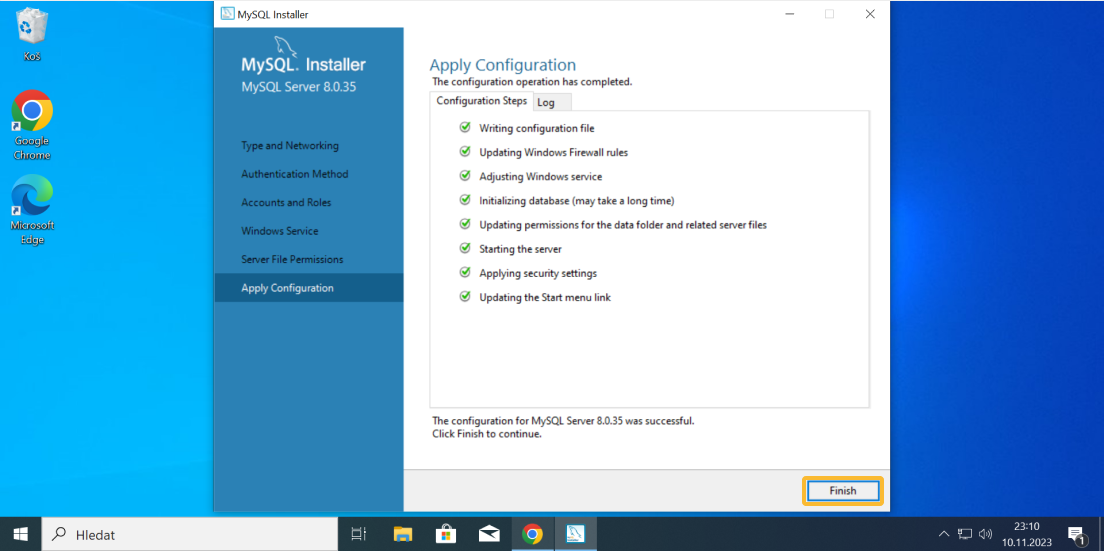 Koš
Google
Chrome
Microsoft
Edge
MySQL Installer
MySQL. Installer
MySQL Server 8.0.35
Type and Networking
Authentication Method
Accounts and Roles
Windows Service
Server File Permissions
Apply Configuration
Apply Configuration
The configuration operation has completed.
Configuration Steps Log
Writing configuration file
Updating Windows Firewall rules
Adjusting Windows service
Initializing database (may take a long time)
Updating permissions for the data folder and related server files
Starting the server
Applying security settings
Updating the Start menu link
The configuration for MySQL Server 8.0.35 was successful.
Click Finish to continue.
Finish
Hledat
23:10
10.11.2023
1